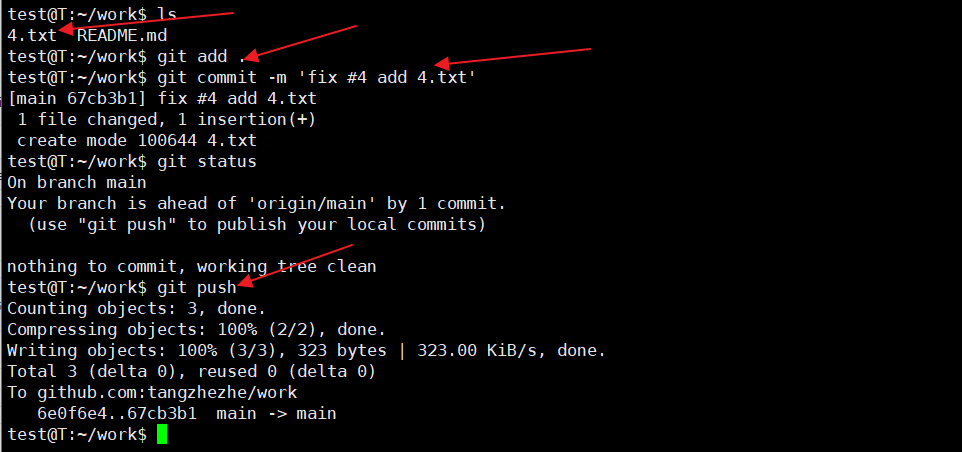 test@T:~/work$ ls
4.txt  README.md
test@T:~/work$ git add .
test@T:~/work$ git commit -m 'fix #4 add 4.txt'
[main 67cb3b1] fix #4 add 4.txt
 1 file changed, 1 insertion(+)
 create mode 100644 4.txt
test@T:~/work$ git status
On branch main
Your branch is ahead of 'origin/main' by 1 commit.
  (use "git push" to publish your local commits)

nothing to commit, working tree clean
test@T:~/work$ git push
Counting objects: 3, done.
Compressing objects: 100% (2/2), done.
Writing objects: 100% (3/3), 323 bytes | 323.00 KiB/s, done.
Total 3 (delta 0), reused 0 (delta 0)
To github.com:tangzhezhe/work
   6e0f6e4..67cb3b1  main -> main
test@T:~/work$